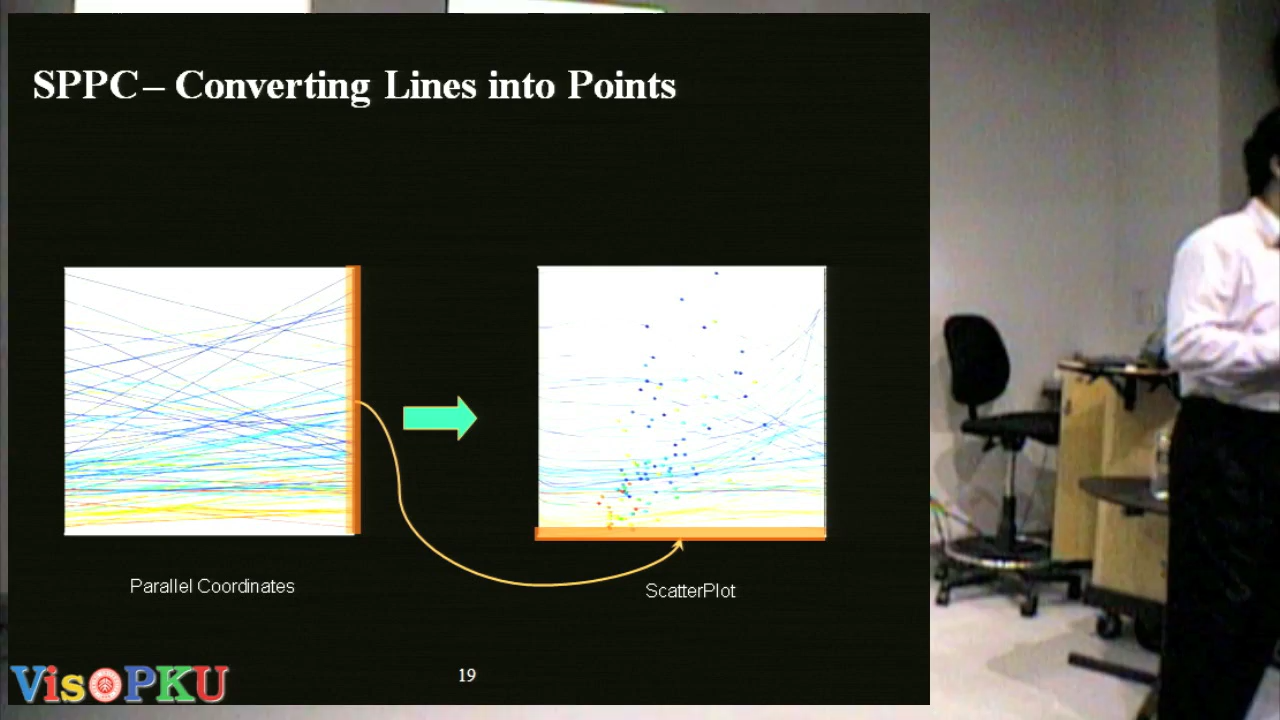 SPPC – Converting Lines into Points
Parallel Coordinates
ScatterPlot
VisPKU
19